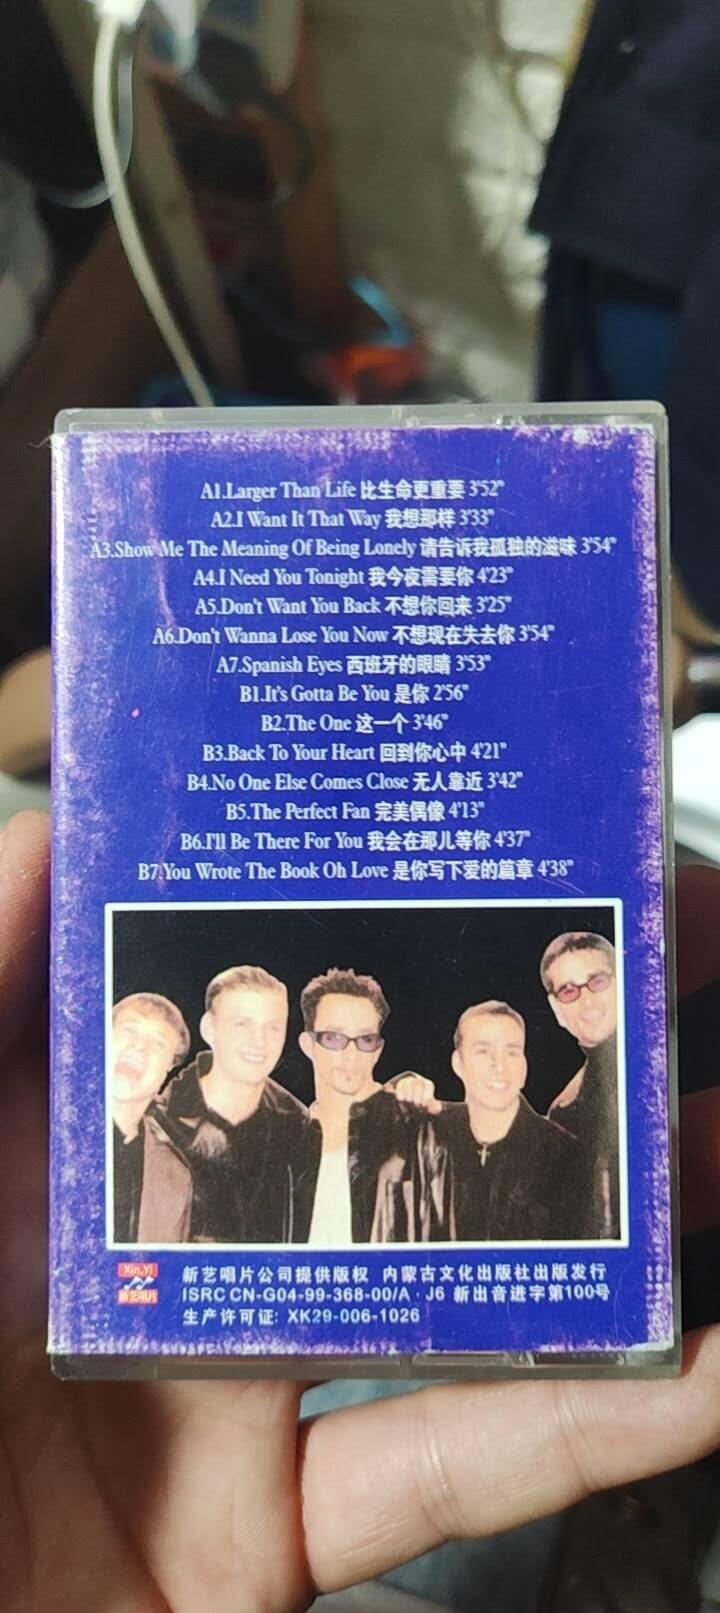 A1.Larger Than Life 比生命更重要 3'52"
A2.I Want It That Way 我想那样 3'33"
A3.Show Me The Meaning Of Being Lonely 请告诉我孤独的滋味 3'54"
A4.I Need You Tonight 我今夜需要你 4'23"
A5.Don't Want You Back 不想你回来 3'25"
A6.Don't Wanna Lose You Now 不想现在失去你 3'54"
A7.Spanish Eyes 西班牙的眼睛 3'53"
B1.It's Gotta Be You 是你 2'56"
B2.The One 这一个 3'46"
B3.Back To Your Heart 回到你心中 4'21"
B4.No One Else Comes Close 无人靠近 3'42"
B5.The Perfect Fan 完美偶像 4'13"
B6.I'll Be There For You 我会在那儿等你 4'37"
B7.You Wrote The Book Oh Love 是你写下爱的篇章 4'38"
Xin.Yi
新艺唱片
新艺唱片公司提供版权 内蒙古文化出版社出版发行
ISRC CN-G04-99-368-00/A·J6 新出音进字第100号
生产许可证: XK29-006-1026